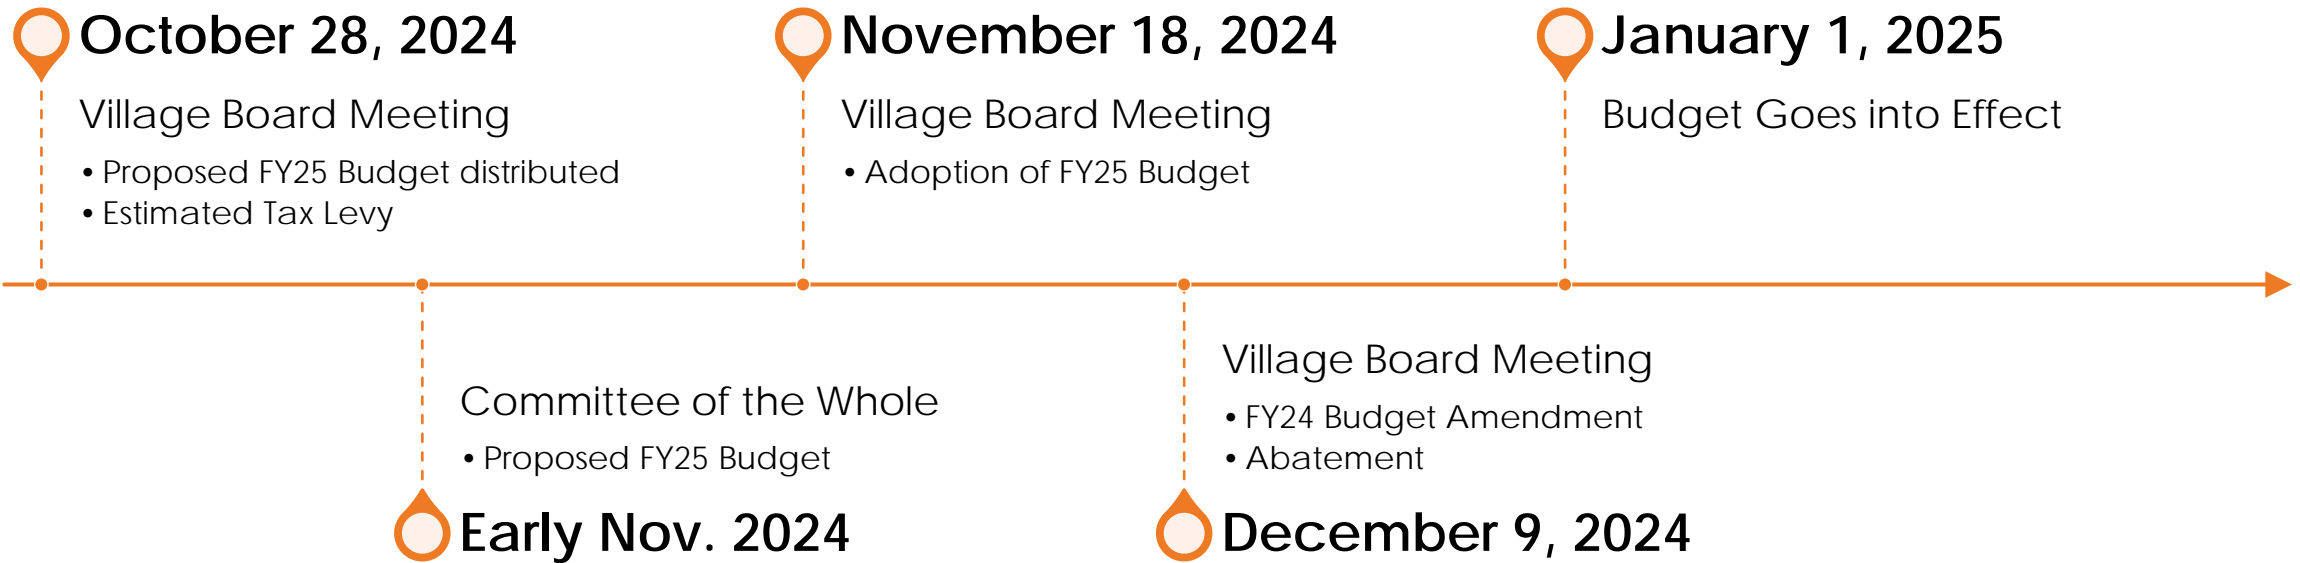 October 28, 2024
Village Board Meeting
• Proposed FY25 Budget distributed
• Estimated Tax Levy
November 18, 2024
Village Board Meeting
• Adoption of FY25 Budget
January 1, 2025
Budget Goes into Effect
Committee of the Whole
• Proposed FY25 Budget
Early Nov. 2024
Village Board Meeting
• FY24 Budget Amendment
• Abatement
December 9, 2024